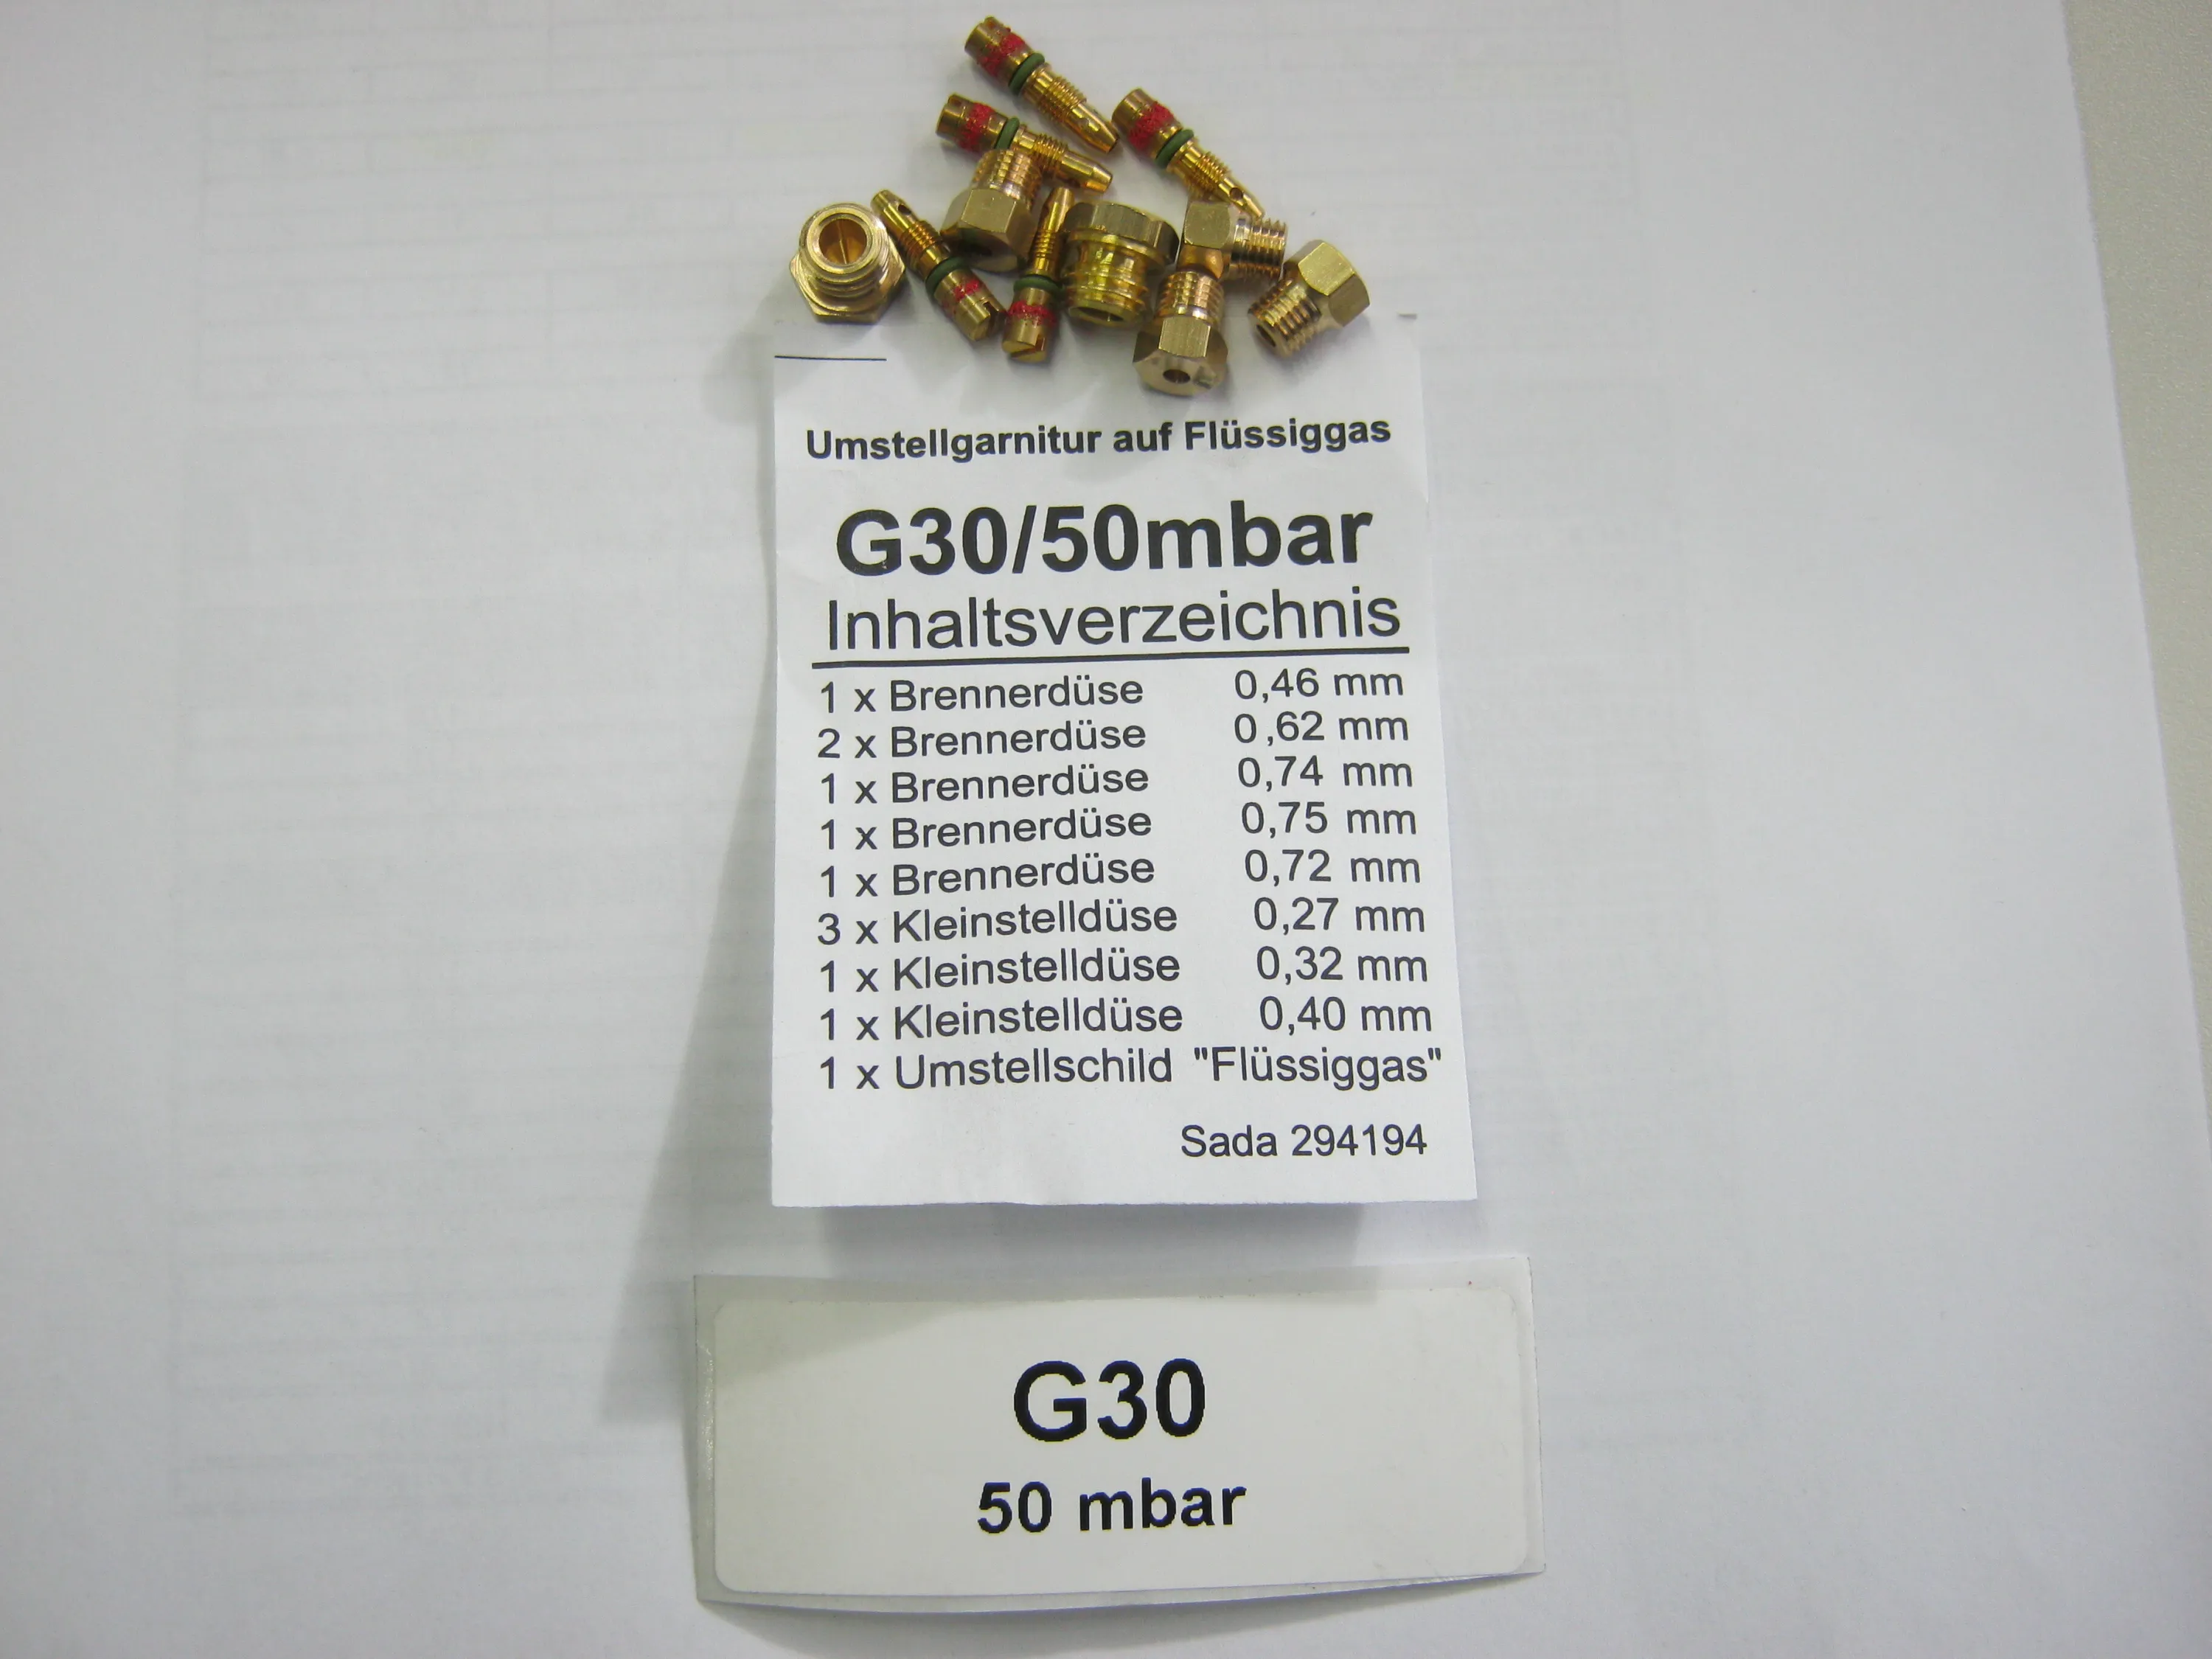 Umstellgarnitur auf Flüssiggas
G30/50mbar
Inhaltsverzeichnis
1 x Brennerdüse 0,46 mm
2 x Brennerdüse 0,62 mm
1 x Brennerdüse 0,74 mm
1 x Brennerdüse 0,75 mm
1 x Brennerdüse 0,72 mm
3 x Kleinstelldüse 0,27 mm
1 x Kleinstelldüse 0,32 mm
1 x Kleinstelldüse 0,40 mm
1 x Umstellschild "Flüssiggas"
Sada 294194
G30
50 mbar